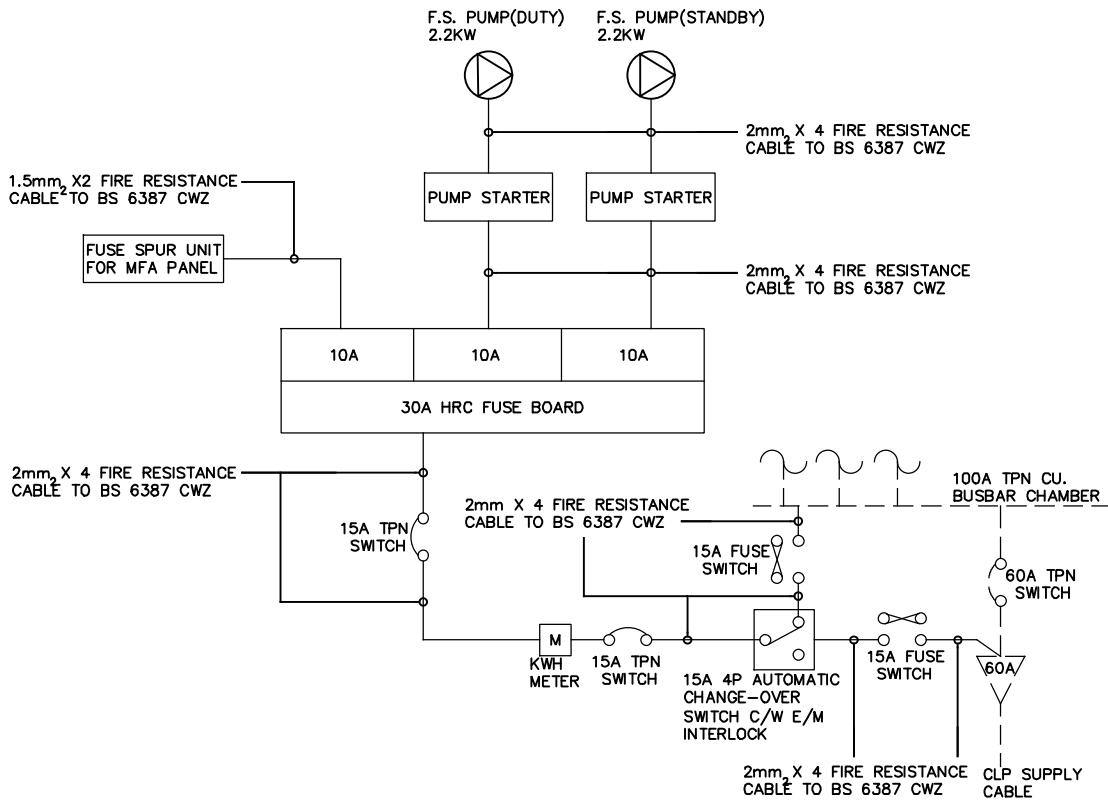 F.S. PUMP(DUTY)
2.2KW
F.S. PUMP(STANDBY)
2.2KW
2mm2 X 4 FIRE RESISTANCE
CABLE TO BS 6387 CWZ
1.5mm2 X2 FIRE RESISTANCE
CABLE TO BS 6387 CWZ
PUMP STARTER
PUMP STARTER
FUSE SPUR UNIT
FOR MFA PANEL
2mm2 X 4 FIRE RESISTANCE
CABLE TO BS 6387 CWZ
10A
10A
10A
30A HRC FUSE BOARD
2mm2 X 4 FIRE RESISTANCE
CABLE TO BS 6387 CWZ
100A TPN CU.
BUSBAR CHAMBER
2mm X 4 FIRE RESISTANCE
CABLE TO BS 6387 CWZ
15A TPN
SWITCH
15A FUSE
SWITCH
60A TPN
SWITCH
M
KWH
METER
15A TPN
SWITCH
15A 4P AUTOMATIC
CHANGE-OVER
SWITCH C/W E/M
INTERLOCK
15A FUSE
SWITCH
60A
2mm2 X 4 FIRE RESISTANCE
CABLE TO BS 6387 CWZ
CLP SUPPLY
CABLE